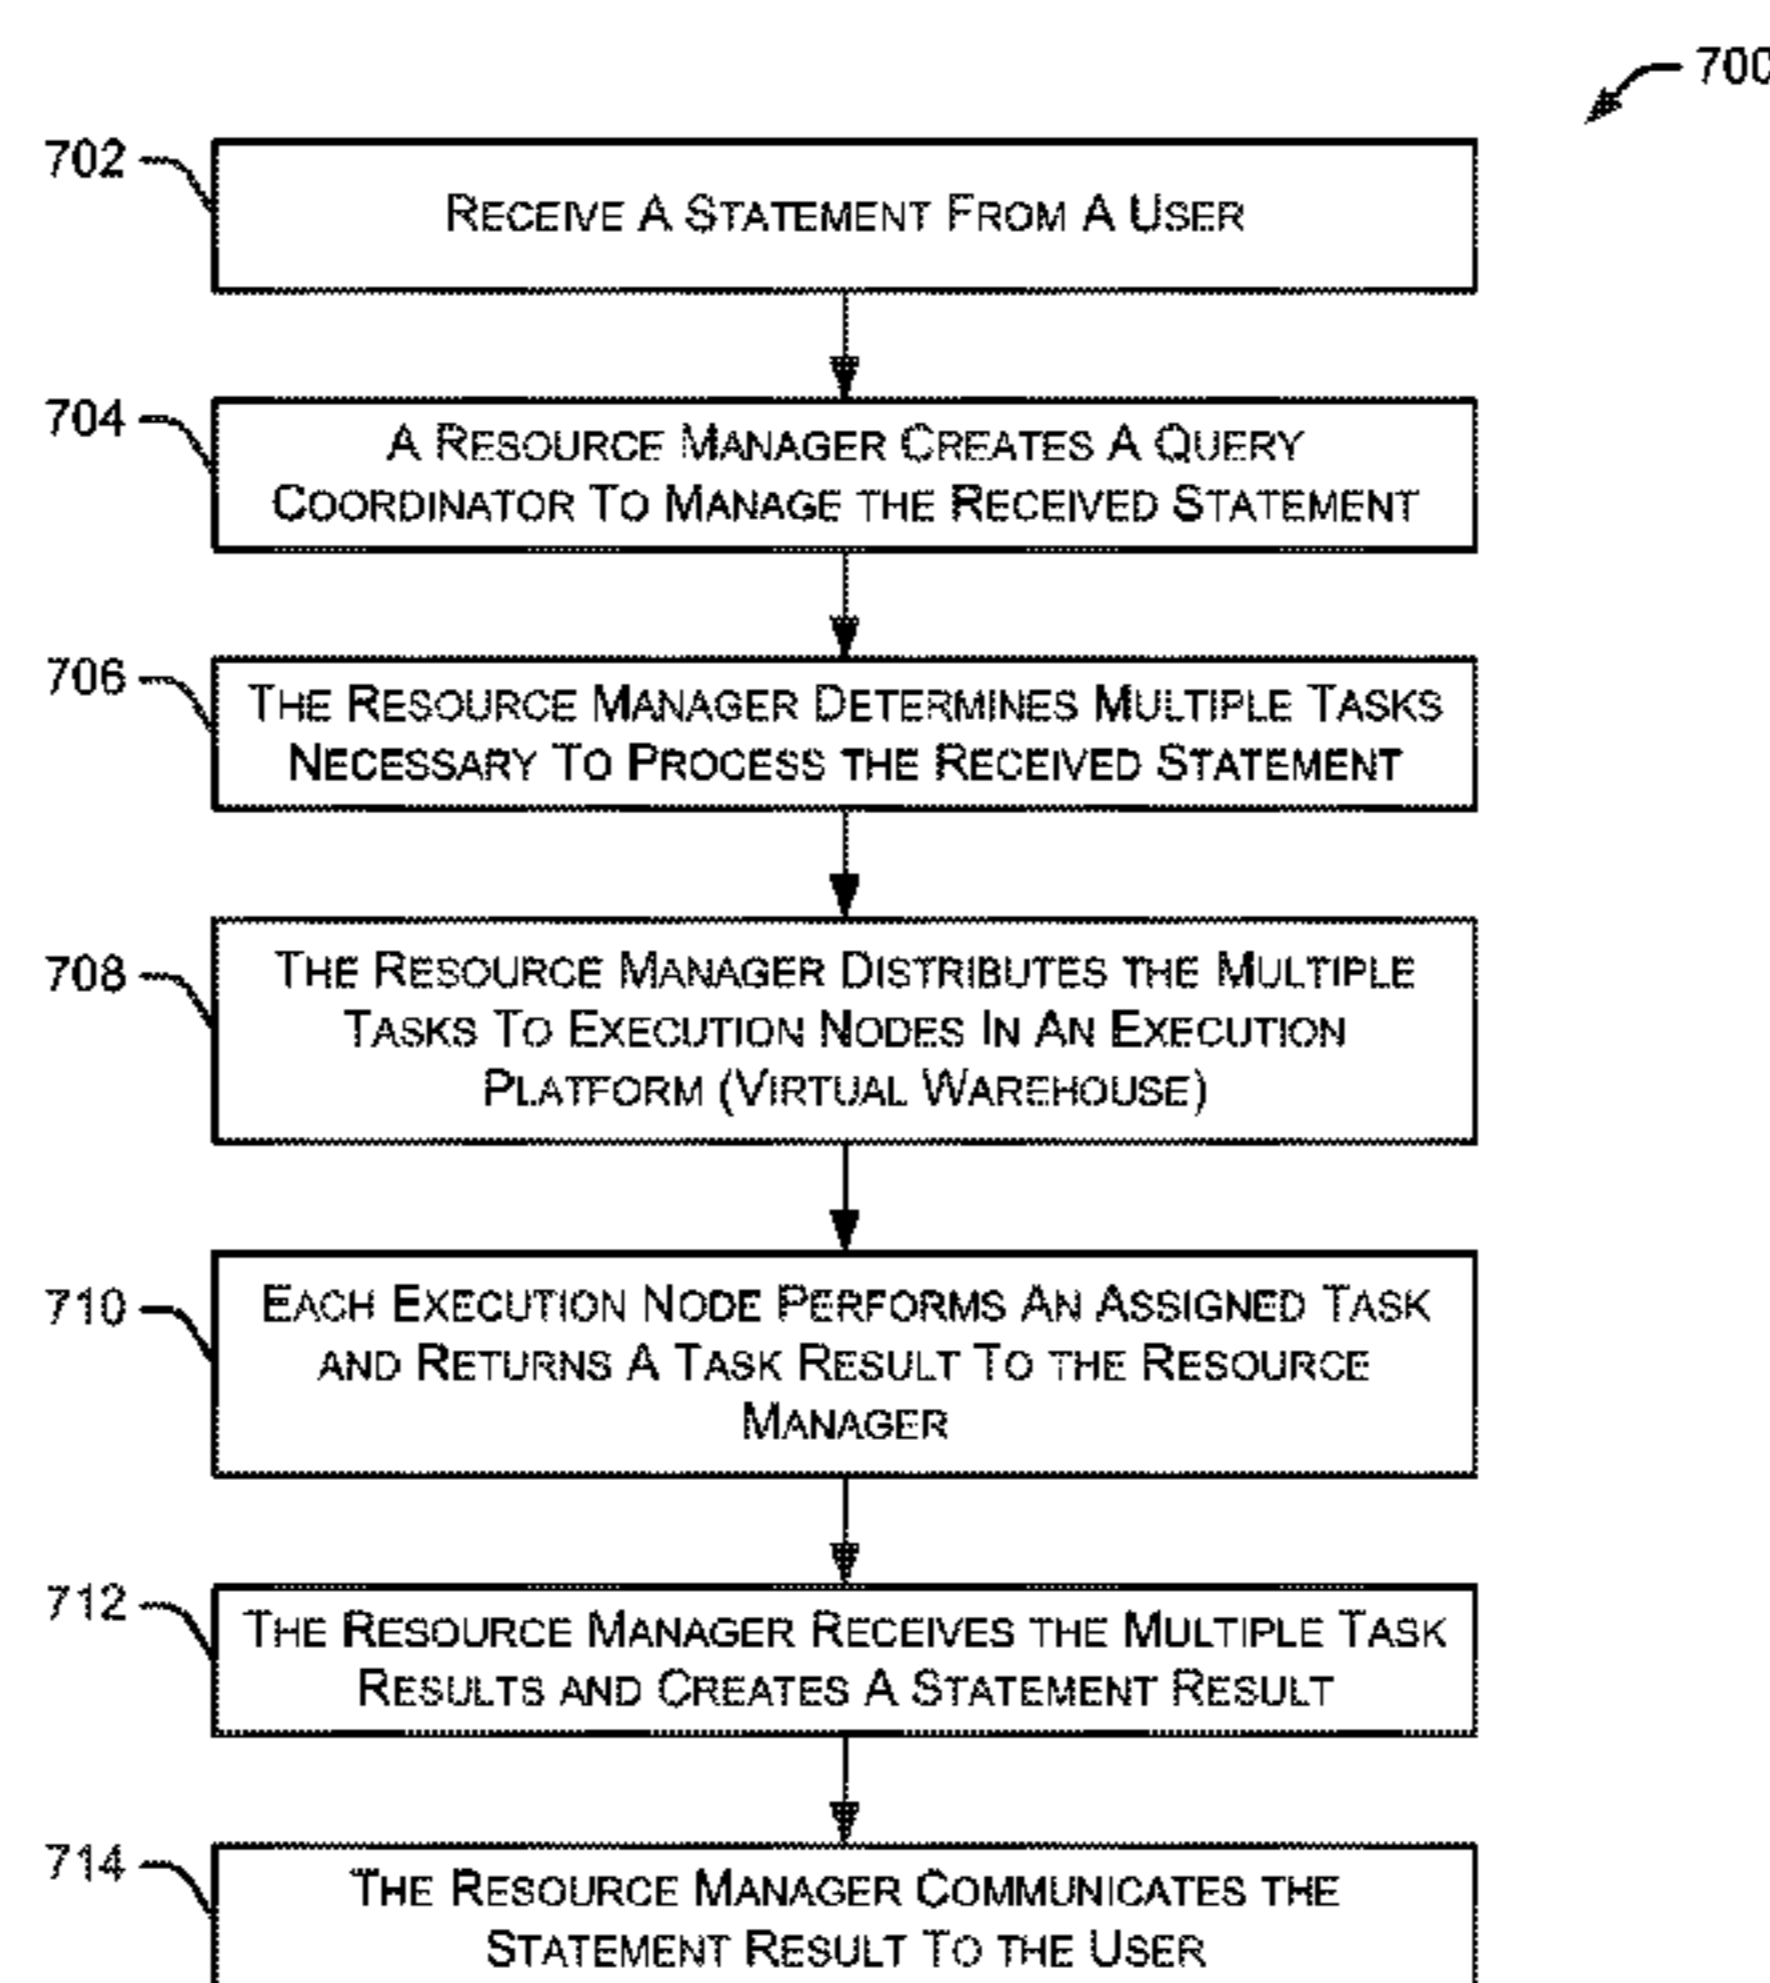 700
702
RECEIVE A STATEMENT FROM A USER
704
A RESOURCE MANAGER CREATES A QUERY
COORDINATOR TO MANAGE THE RECEIVED STATEMENT
706
THE RESOURCE MANAGER DETERMINES MULTIPLE TASKS
NECESSARY TO PROCESS THE RECEIVED STATEMENT
708
THE RESOURCE MANAGER DISTRIBUTES THE MULTIPLE
TASKS TO EXECUTION NODES IN AN EXECUTION
PLATFORM (VIRTUAL WAREHOUSE)
710
EACH EXECUTION NODE PERFORMS AN ASSIGNED TASK
AND RETURNS A TASK RESULT TO THE RESOURCE
MANAGER
712
THE RESOURCE MANAGER RECEIVES THE MULTIPLE TASK
RESULTS AND CREATES A STATEMENT RESULT
714
THE RESOURCE MANAGER COMMUNICATES THE
STATEMENT RESULT TO THE USER